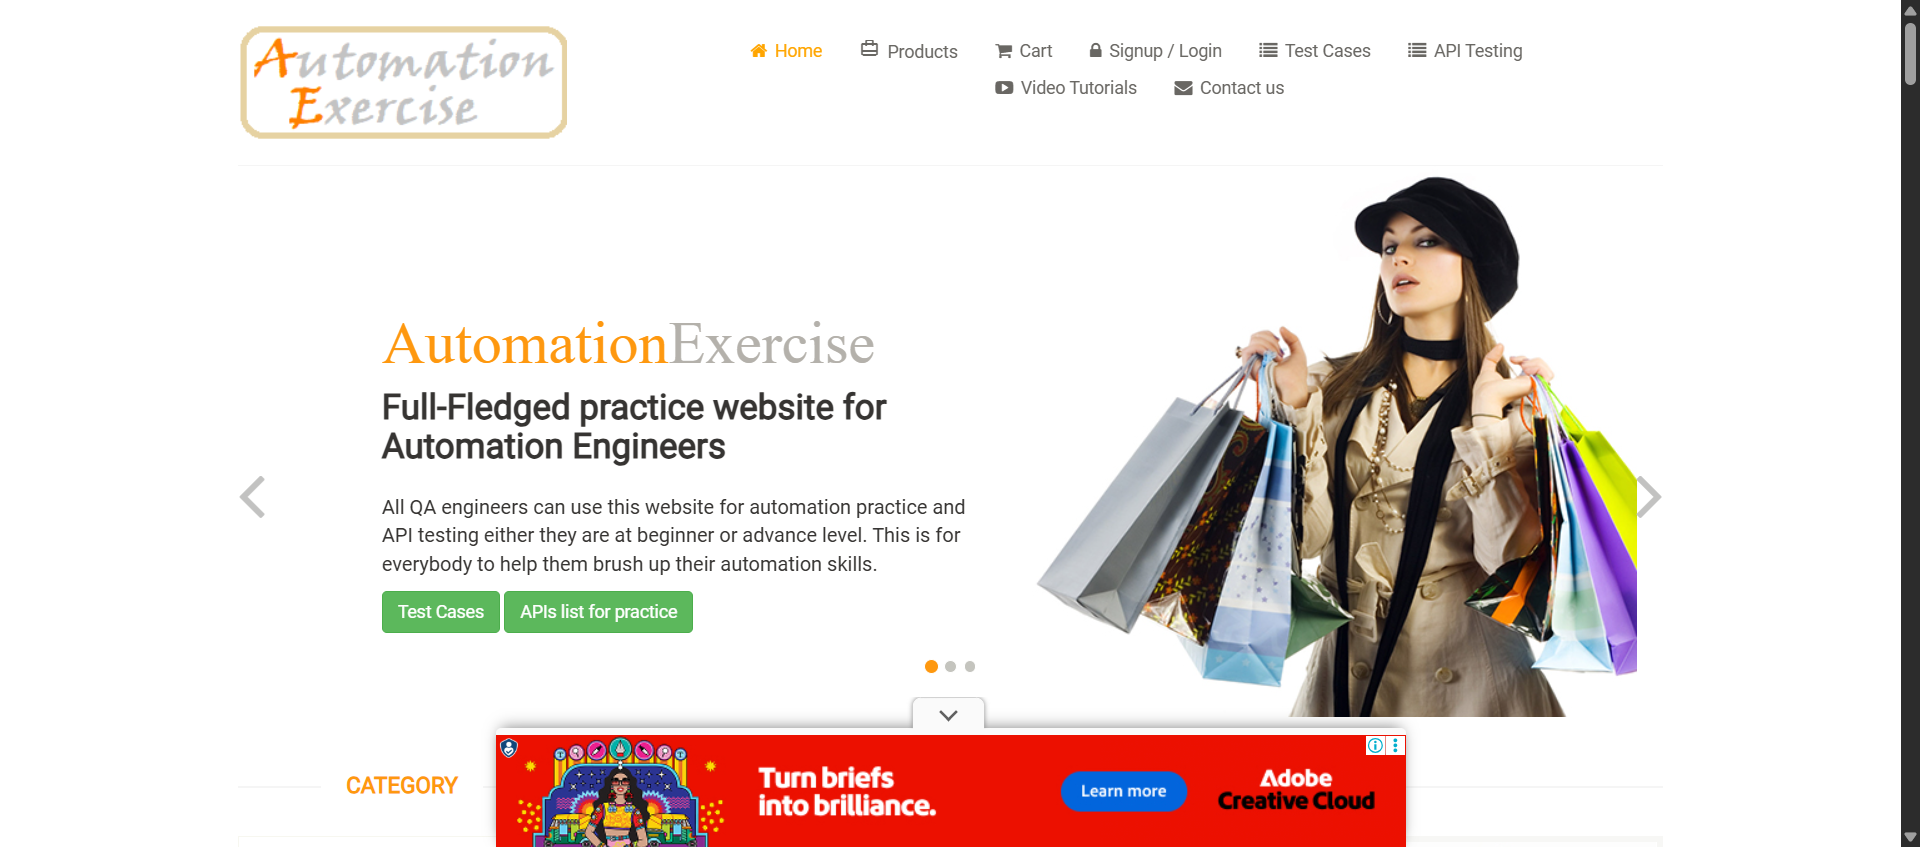 Automation
Exercise
Home
Products
Cart
Signup / Login
Test Cases
API Testing
Video Tutorials
Contact us
AutomationExercise
Full-Fledged practice website for
Automation Engineers
All QA engineers can use this website for automation practice and
API testing either they are at beginner or advance level. This is for
everybody to help them brush up their automation skills.
Test Cases
APIs list for practice
CATEGORY
Turn briefs
into brilliance.
Learn more
Adobe
Creative Cloud